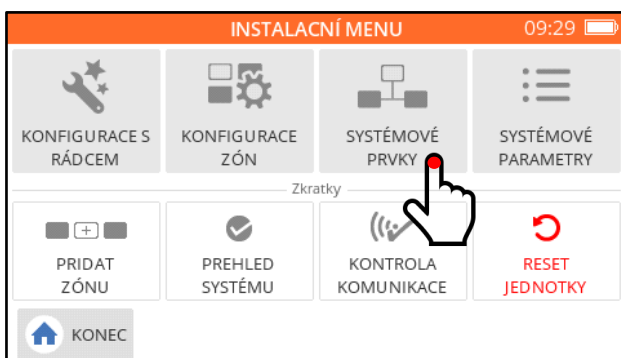 INSTALACNÍ MENU 09:29
KONFIGURACE S RÁDCEM
KONFIGURACE ZÓN
SYSTÉMOVÉ PRVKY
SYSTÉMOVÉ PARAMETRY
Zkratky
PRIDAT ZÓNU
PREHLED SYSTÉMU
KONTROLA KOMUNIKACE
RESET JEDNOTKY
KONEC